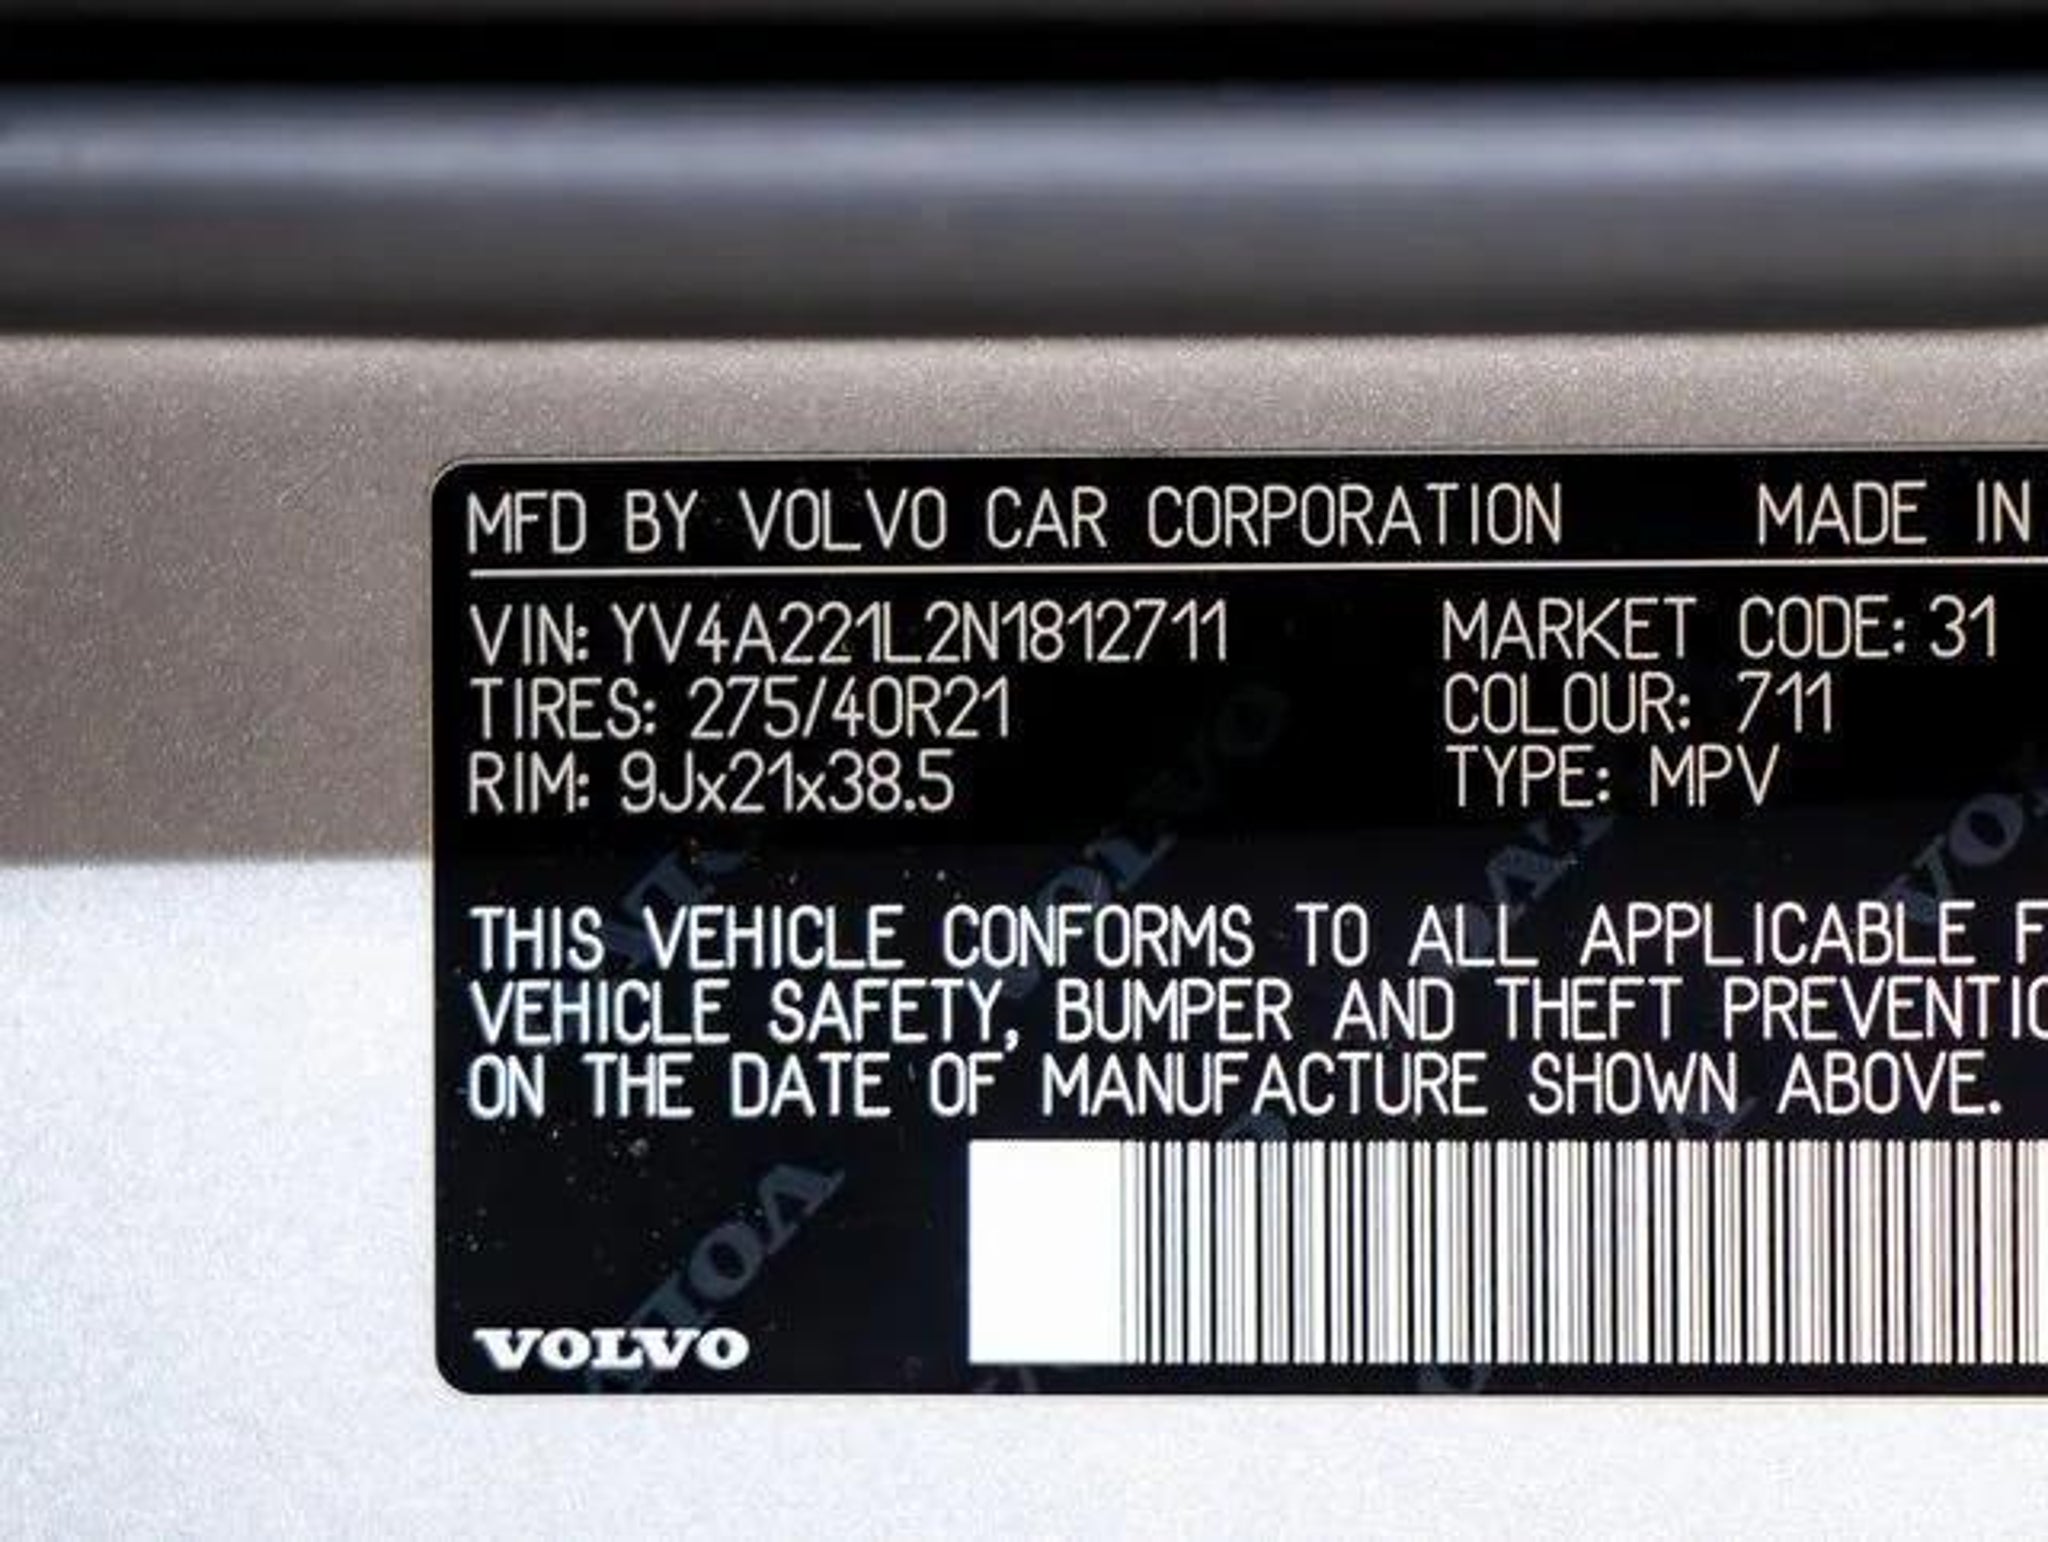 MFD BY VOLVO CAR CORPORATION MADE IN
VIN: YV4A221L2N1812711 MARKET CODE: 31
TIRES: 275/40R21 COLOUR: 711
RIM: 9Jx21x38.5 TYPE: MPV
THIS VEHICLE CONFORMS TO ALL APPLICABLE F
VEHICLE SAFETY, BUMPER AND THEFT PREVENTIO
ON THE DATE OF MANUFACTURE SHOWN ABOVE.
VOLVO